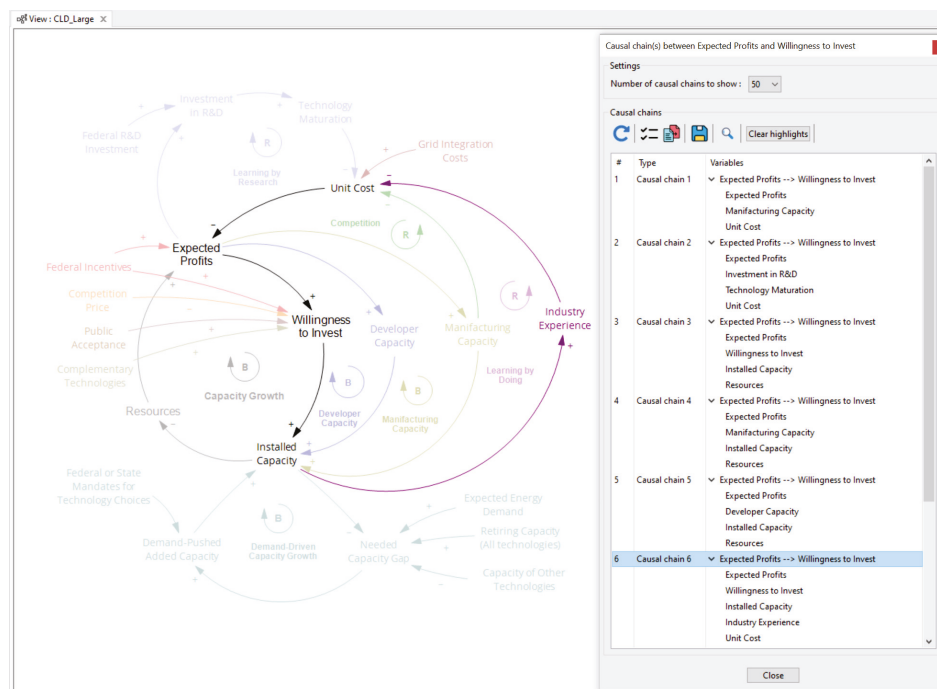 View : CLD_Large
Causal chain(s) between Expected Profits and Willingness to Invest
Settings
Number of causal chains to show :
50
Causal chains
Clear highlights
#
Type
Variables
1
Causal chain 1
Expected Profits --> Willingness to Invest
Expected Profits
Manifacturing Capacity
Unit Cost
2
Causal chain 2
Expected Profits --> Willingness to Invest
Expected Profits
Investment in R&D
Technology Maturation
Unit Cost
3
Causal chain 3
Expected Profits --> Willingness to Invest
Expected Profits
Willingness to Invest
Installed Capacity
Resources
4
Causal chain 4
Expected Profits --> Willingness to Invest
Expected Profits
Manifacturing Capacity
Installed Capacity
Resources
5
Causal chain 5
Expected Profits --> Willingness to Invest
Expected Profits
Developer Capacity
Installed Capacity
Resources
6
Causal chain 6
Expected Profits --> Willingness to Invest
Expected Profits
Willingness to Invest
Installed Capacity
Industry Experience
Unit Cost
Close
Investment
in R&D
Technology
Maturation
Federal R&D
Investment
R
Learning by
Research
Grid Integration
Costs
Unit Cost
Competition
R
Expected
Profits
Federal Incentives
Competition
Price
Public
Acceptance
Complementary
Technologies
Willingness
to Invest
Developer
Capacity
Manifacturing
Capacity
R
Industry
Experience
Learning by
Doing
B
Capacity Growth
B
Developer
Capacity
B
Manifacturing
Capacity
Resources
Installed
Capacity
Federal or State
Mandates for
Technology Choices
B
Demand-Driven
Capacity Growth
Demand-Pushed
Added Capacity
Needed
Capacity Gap
Expected Energy
Demand
Retiring Capacity
(All technologies)
Capacity of Other
Technologies